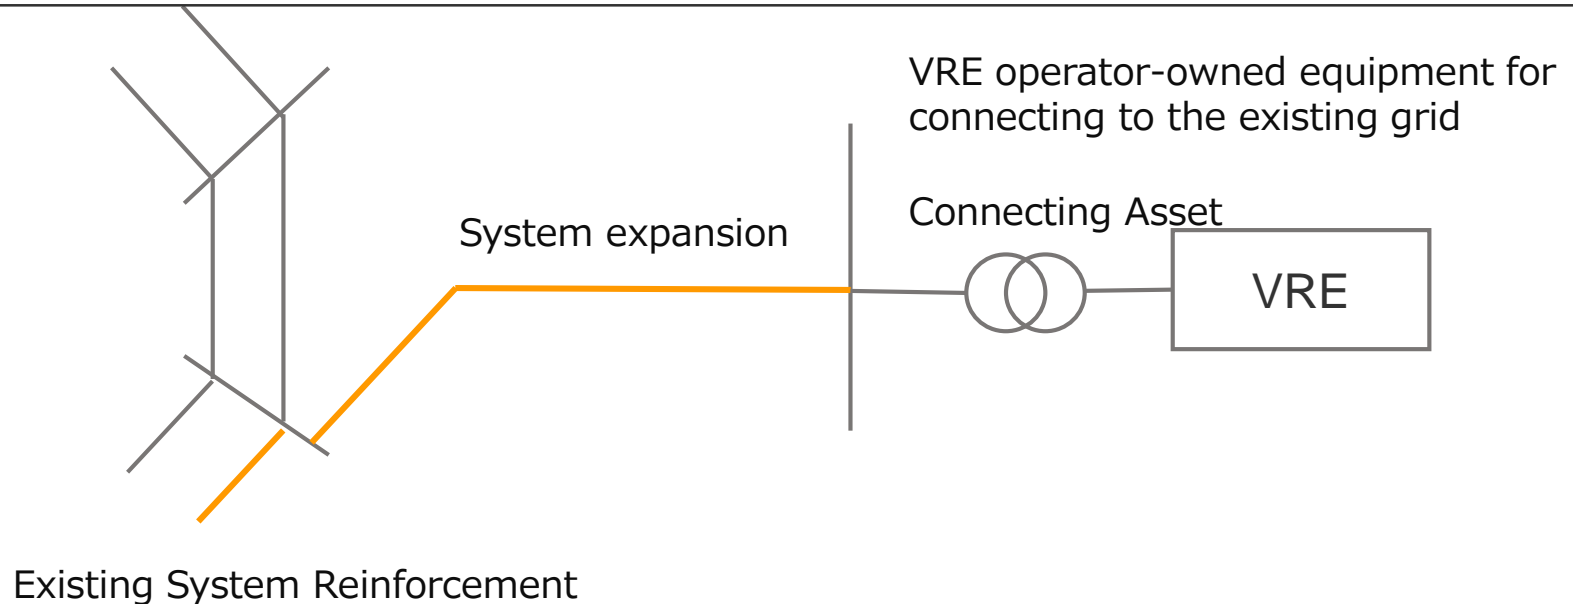 VRE operator-owned equipment for
connecting to the existing grid
Connecting Asset
System expansion
VRE
Existing System Reinforcement